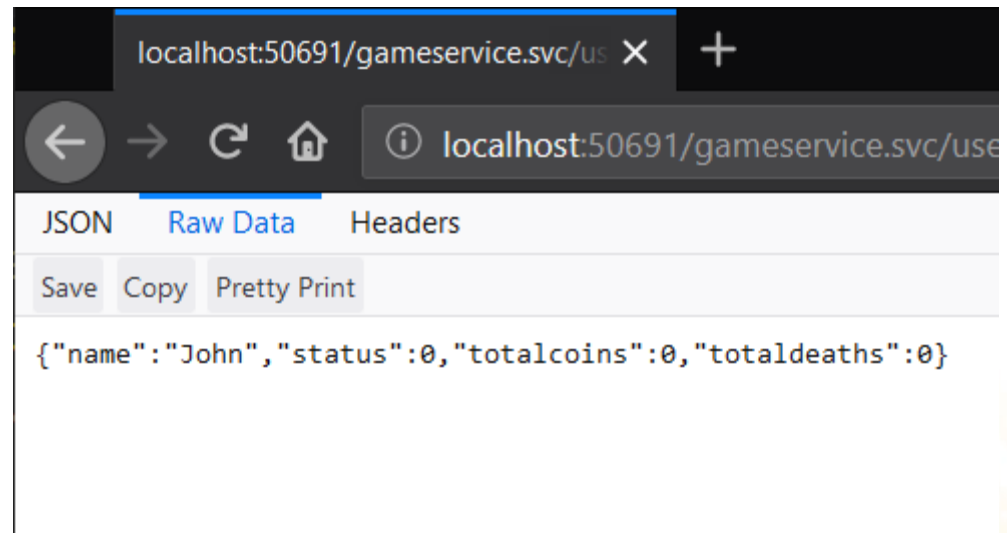 localhost:50691/gameservice.svc/us
localhost:50691/gameservice.svc/use
JSON Raw Data Headers
Save Copy Pretty Print
{"name":"John","status":0,"totalcoins":0,"totaldeaths":0}